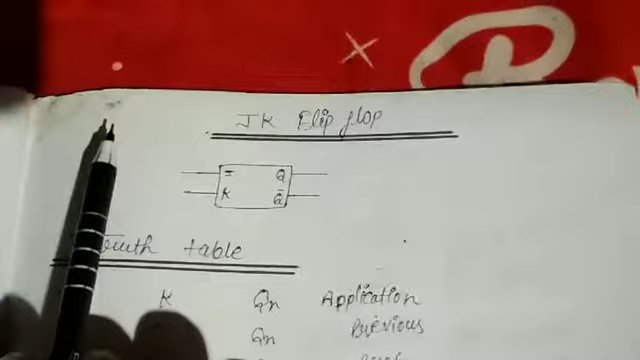 JK Flip flop
J Q
K Q̅
Truth table
K Qn Application
Qn Previous